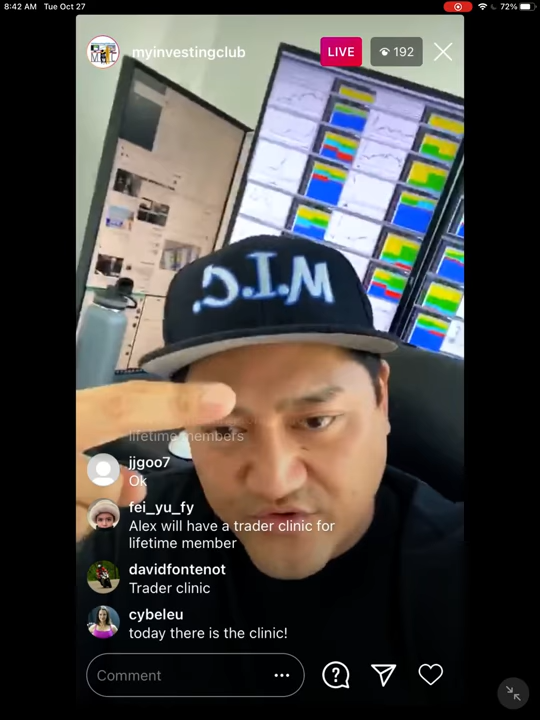 8:42 AM Tue Oct 27
72%
myinvestingclub
LIVE
192
M.I.C.
lifetime members
jjgoo7
Ok
fei_yu_fy
Alex will have a trader clinic for
lifetime member
davidfontenot
Trader clinic
cybeleu
today there is the clinic!
Comment